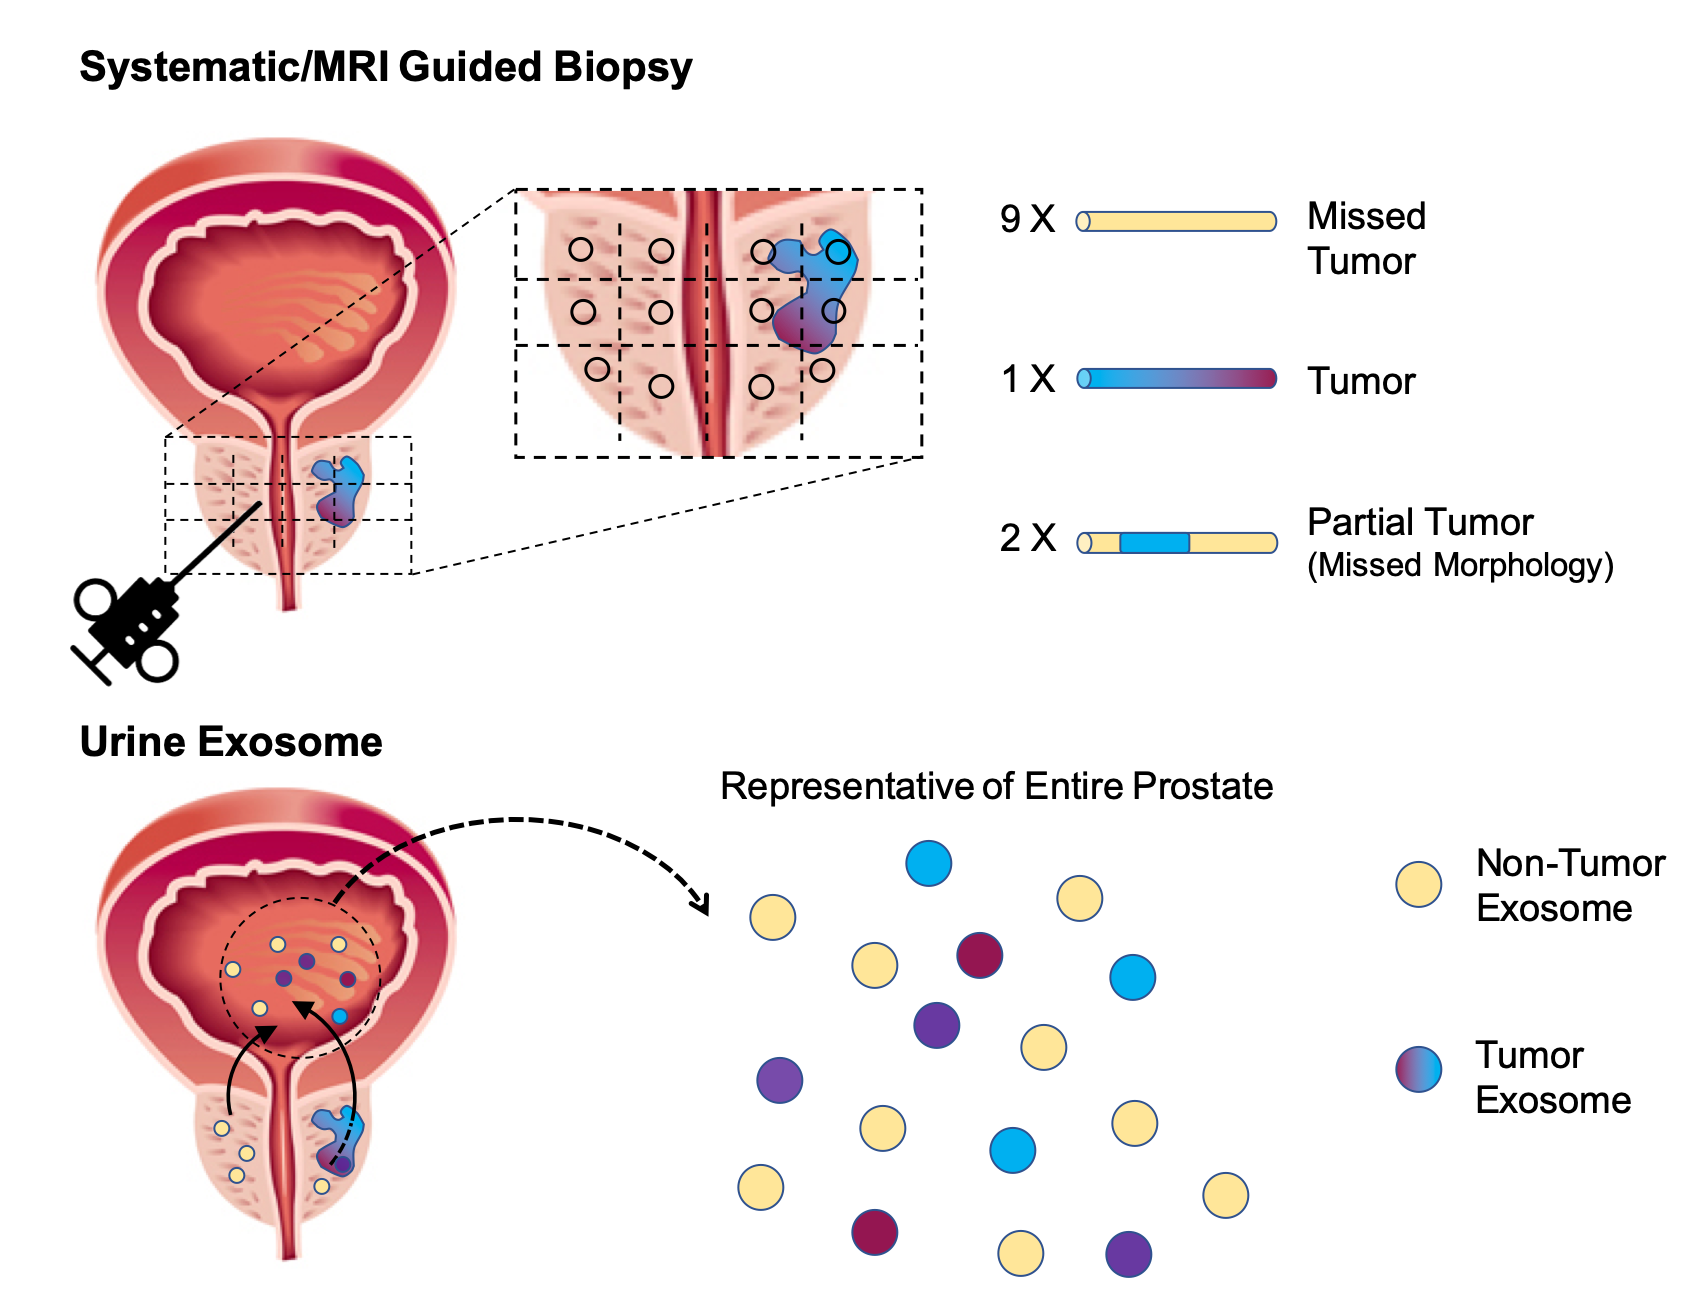 Systematic/MRI Guided Biopsy
9 X
Missed
Tumor
1 X
Tumor
2 X
Partial Tumor
(Missed Morphology)
Urine Exosome
Representative of Entire Prostate
Non-Tumor
Exosome
Tumor
Exosome